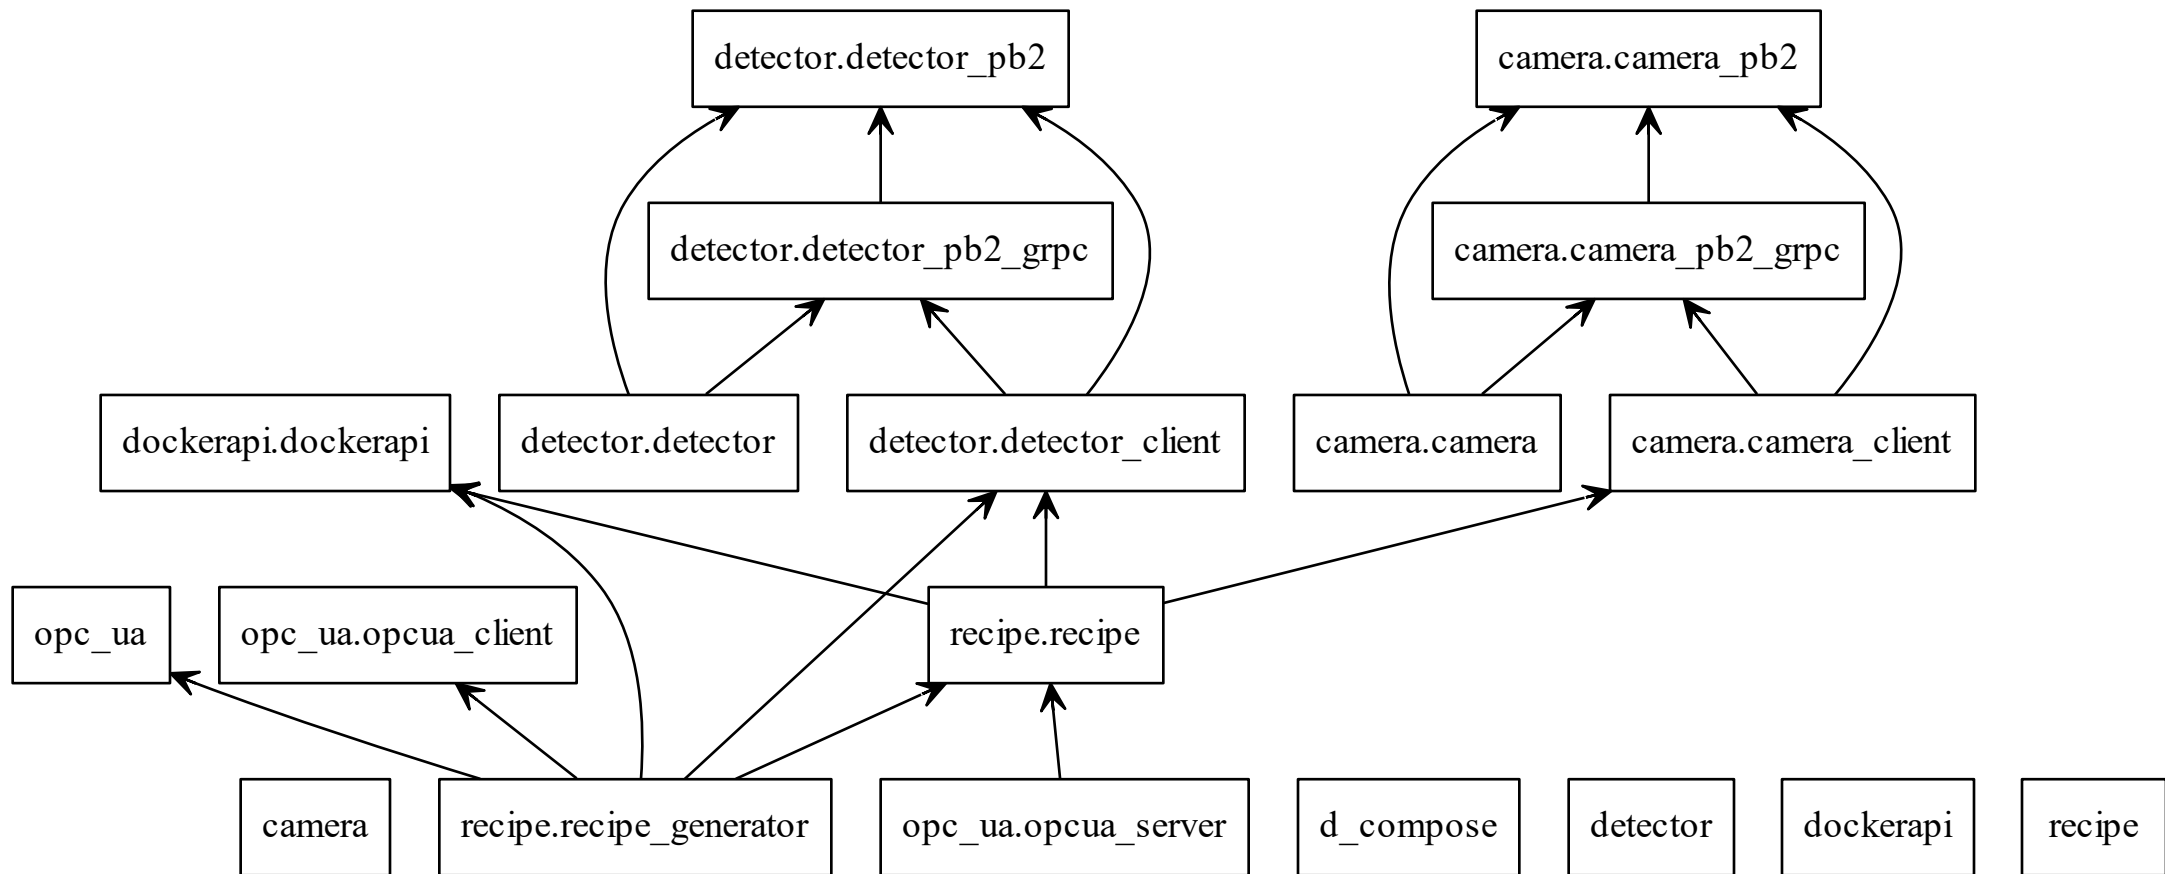 detector.detector_pb2
camera.camera_pb2
detector.detector_pb2_grpc
camera.camera_pb2_grpc
dockerapi.dockerapi
detector.detector
detector.detector_client
camera.camera
camera.camera_client
opc_ua
opc_ua.opcua_client
recipe.recipe
camera
recipe.recipe_generator
opc_ua.opcua_server
d_compose
detector
dockerapi
recipe